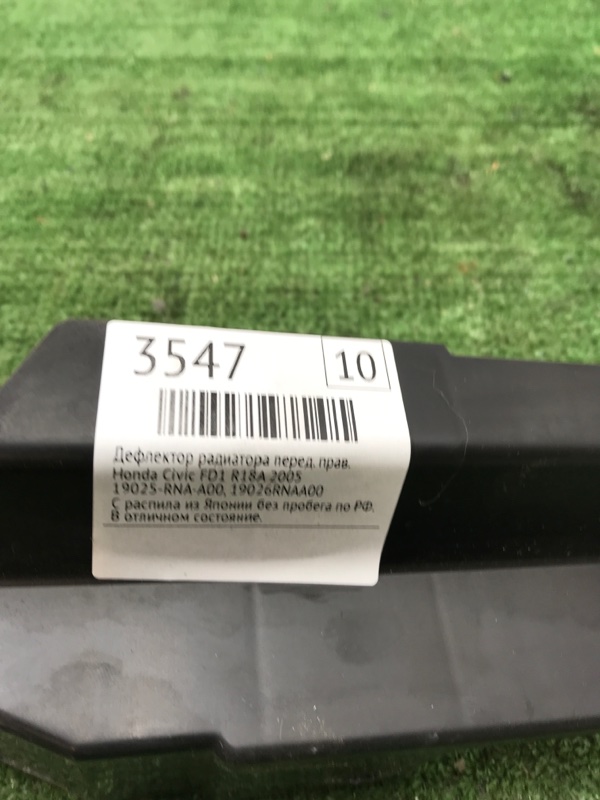 3547
10
Дефлектор радиатора перед. прав.
Honda Civic FD1 R18A 2005
19025-RNA-A00, 19026RNAA00
С распила из Японии без пробега по РФ.
В отличном состояние.